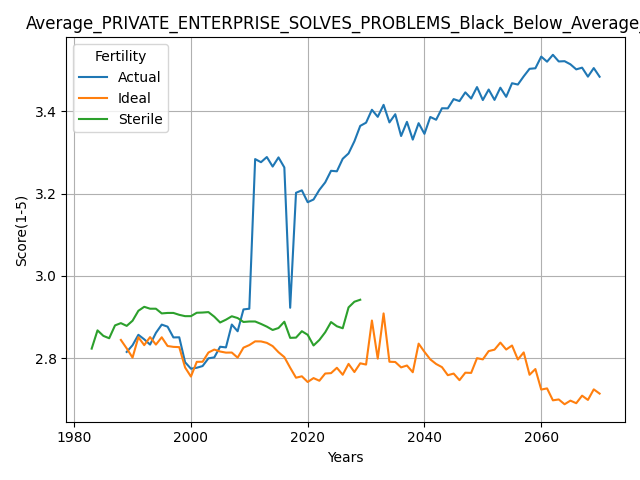 Average_PRIVATE_ENTERPRISE_SOLVES_PROBLEMS_Black_Below_Average_
Fertility
Actual
Ideal
Sterile
Score(1-5)
3.4
3.2
3.0
2.8
1980
2000
2020
2040
2060
Years